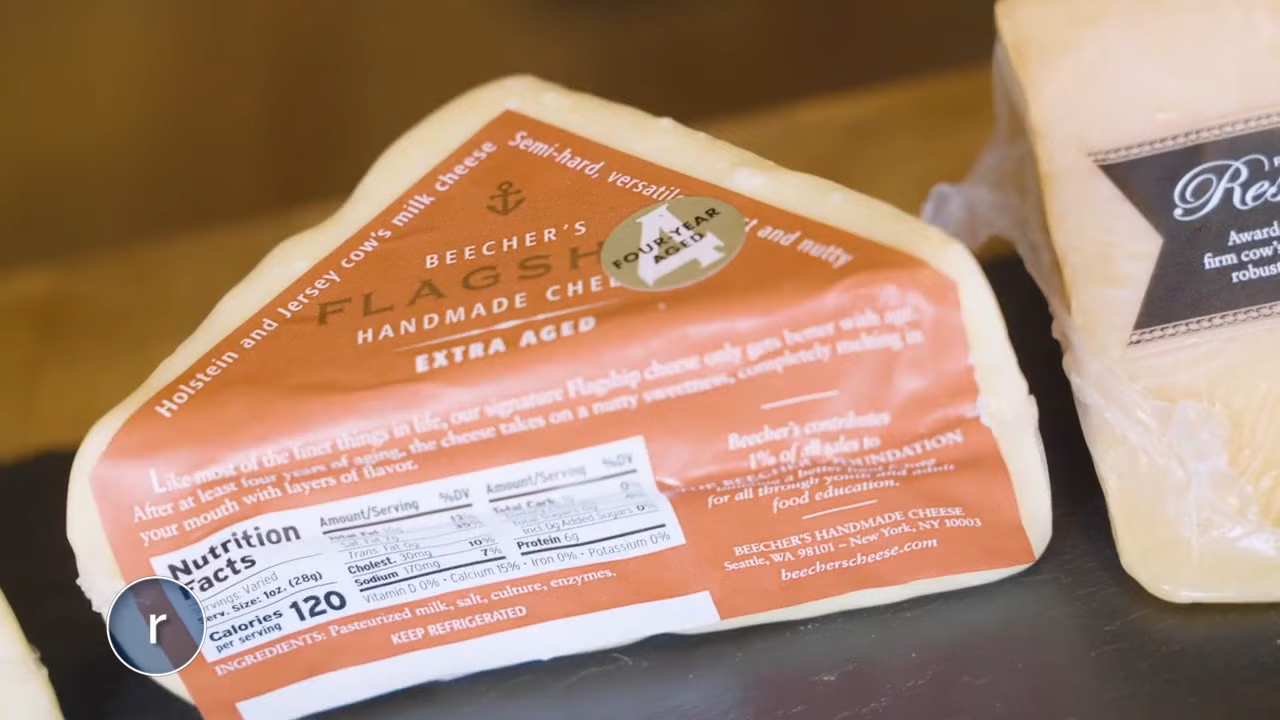 Holstein and Jersey cow's milk cheese
Semi-hard, versatile
and nutty
BEECHER'S
FLAGSH
HANDMADE CHEE
EXTRA AGED
4
FOUR-YEAR
AGED
Like most of the finer things in life, our signature Flagship cheese only gets better with age.
After at least four years of aging, the cheese takes on a nutty sweetness, completely melting in
your mouth with layers of flavor.
Nutrition
Facts
Servings: Varied
Serv. Size: 1oz. (28g)
Calories 120
per serving
Amount/Serving %DV
Trans. Fat 0g
Cholest. 30mg 10%
Sodium 170mg 7%
Amount/Serving %DV
Total Carb. 0%
Incl. 0g Added Sugars 0%
Protein 6g
Vitamin D 0% • Calcium 15% • Iron 0% • Potassium 0%
INGREDIENTS: Pasteurized milk, salt, culture, enzymes.
KEEP REFRIGERATED
Beecher's contributes
1% of all sales to
THE BEECHER'S FOUNDATION
for all through youth and adult
food education.
BEECHER'S HANDMADE CHEESE
Seattle, WA 98101 – New York, NY 10003
beecherscheese.com
r
Res
Award
firm cow'
robust